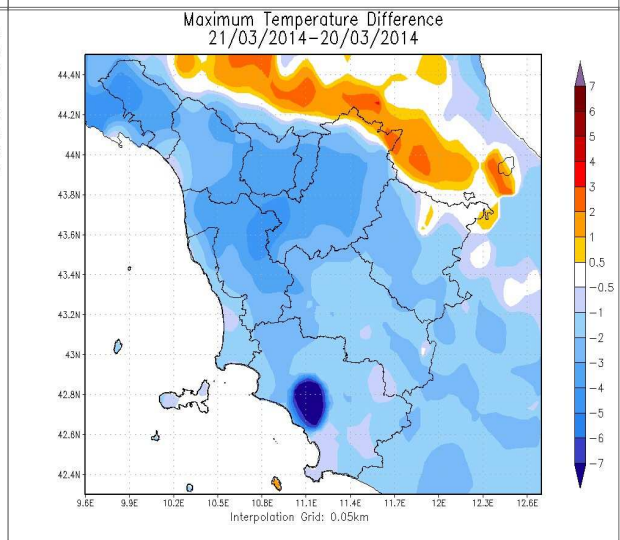 Maximum Temperature Difference
21/03/2014-20/03/2014
44.4N
44.2N
44N
43.8N
43.6N
43.4N
43.2N
43N
42.8N
42.6N
42.4N
9.6E 9.9E 10.2E 10.5E 10.8E 11.1E 11.4E 11.7E 12E 12.3E 12.6E
Interpolation Grid: 0.05km
7
6
5
4
3
2
1
0.5
-0.5
-1
-2
-3
-4
-5
-6
-7